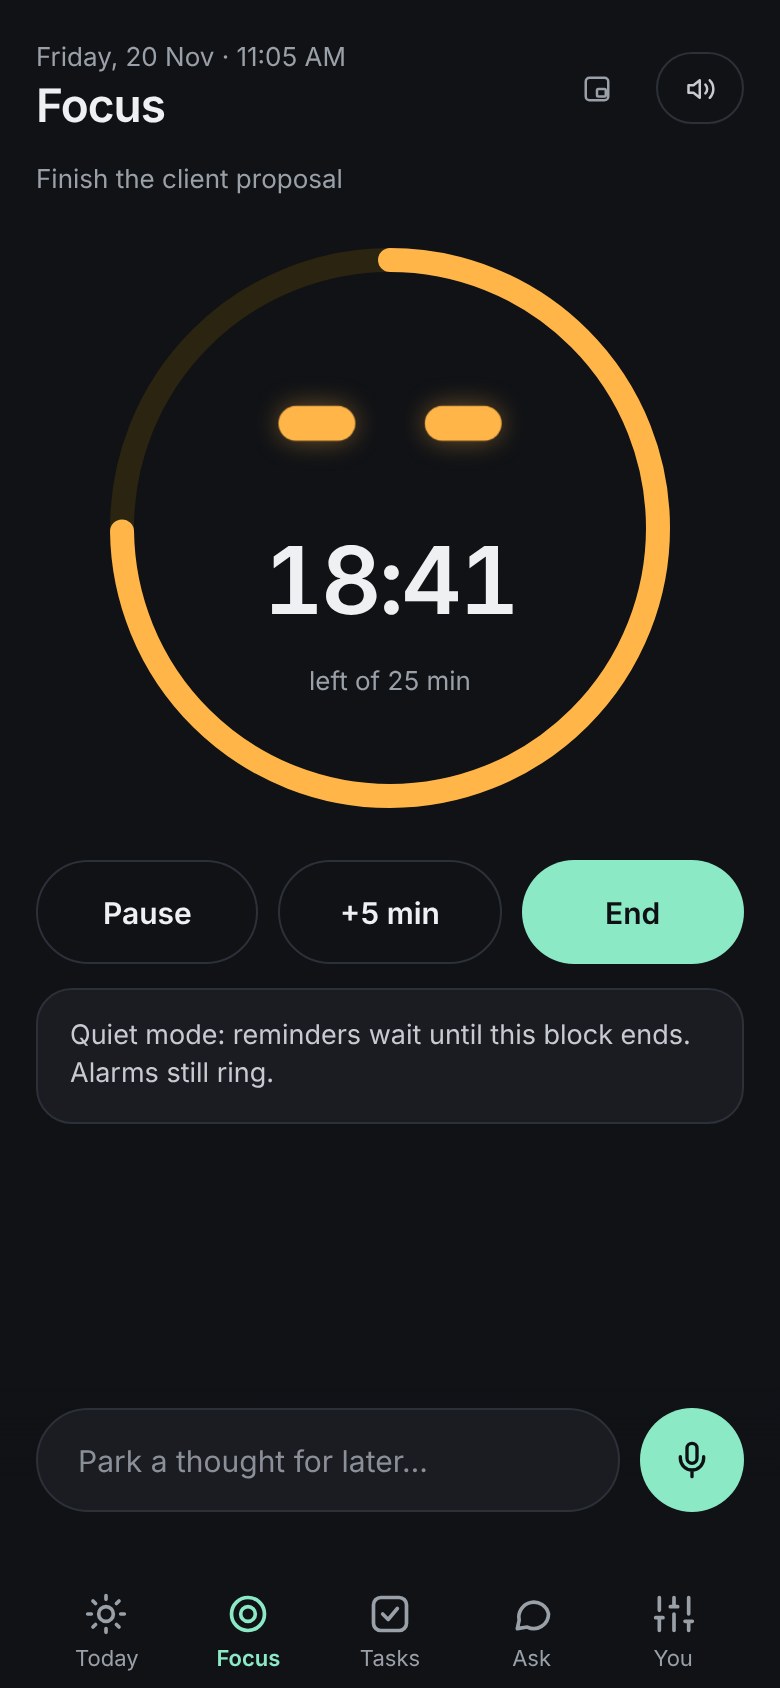 Friday, 20 Nov · 11:05 AM
Focus
Finish the client proposal
18:41
left of 25 min
Pause
+5 min
End
Quiet mode: reminders wait until this block ends.
Alarms still ring.
Park a thought for later...
Today
Focus
Tasks
Ask
You